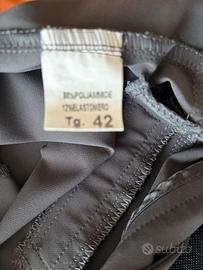 88%POLIAMMIDE
12%ELASTOMERO
Tg. 42
subito